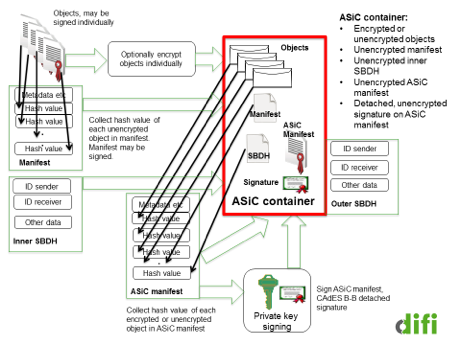 Objects, may be
signed individually
Optionally encrypt
objects individually
Objects
ASiC container:
• Encrypted or
unencrypted objects
• Unencrypted manifest
• Unencrypted inner
SBDH
• Unencrypted ASiC
manifest
• Detached, unencrypted
signature on ASiC
manifest
Metadata etc
Hash value
Hash value
Hash value
Manifest
Collect hash value of
each unencrypted
object in manifest.
Manifest may be
signed.
Manifest
ASiC
Manifest
SBDH
Signature
ASiC container
ID sender
ID receiver
Other data
Outer SBDH
ID sender
ID receiver
Other data
Inner SBDH
Metadata etc
Hash value
Hash value
Hash value
Hash value
ASiC manifest
Collect hash value of each
encrypted or unencrypted
object in ASiC manifest
Private key
signing
Sign ASiC manifest,
CAdES B-B detached
signature
difi